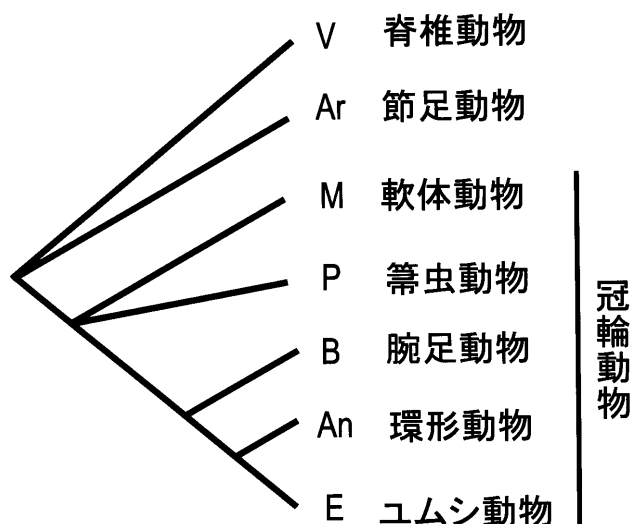 V 脊椎動物
Ar 節足動物
M 軟体動物
P 箒虫動物
B 腕足動物
An 環形動物
E ユムシ動物
冠輪動物